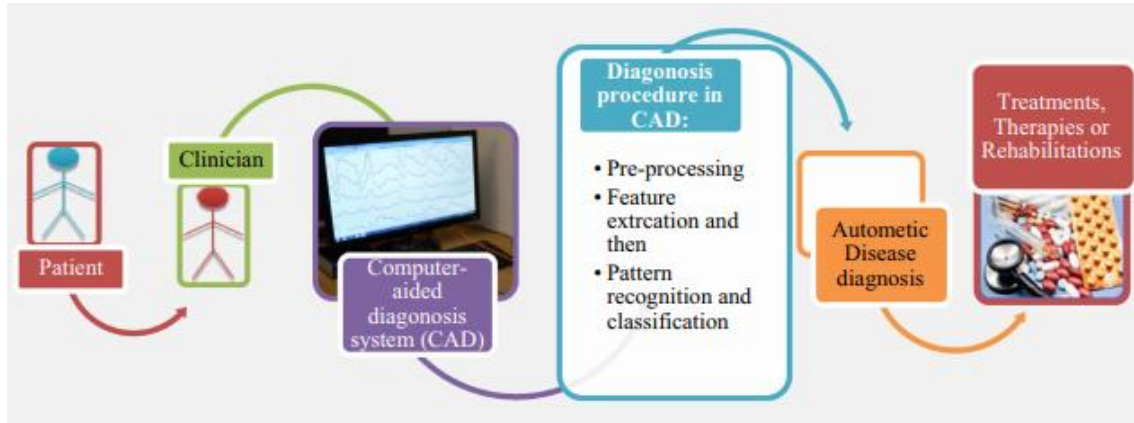 Patient
Clinician
Computer-
aided
diagonosis
system (CAD)
Diagonosis
procedure in
CAD:
• Pre-processing
• Feature
extrcation and
then
• Pattern
recognition and
classification
Autometic
Disease
diagnosis
Treatments,
Therapies or
Rehabilitations